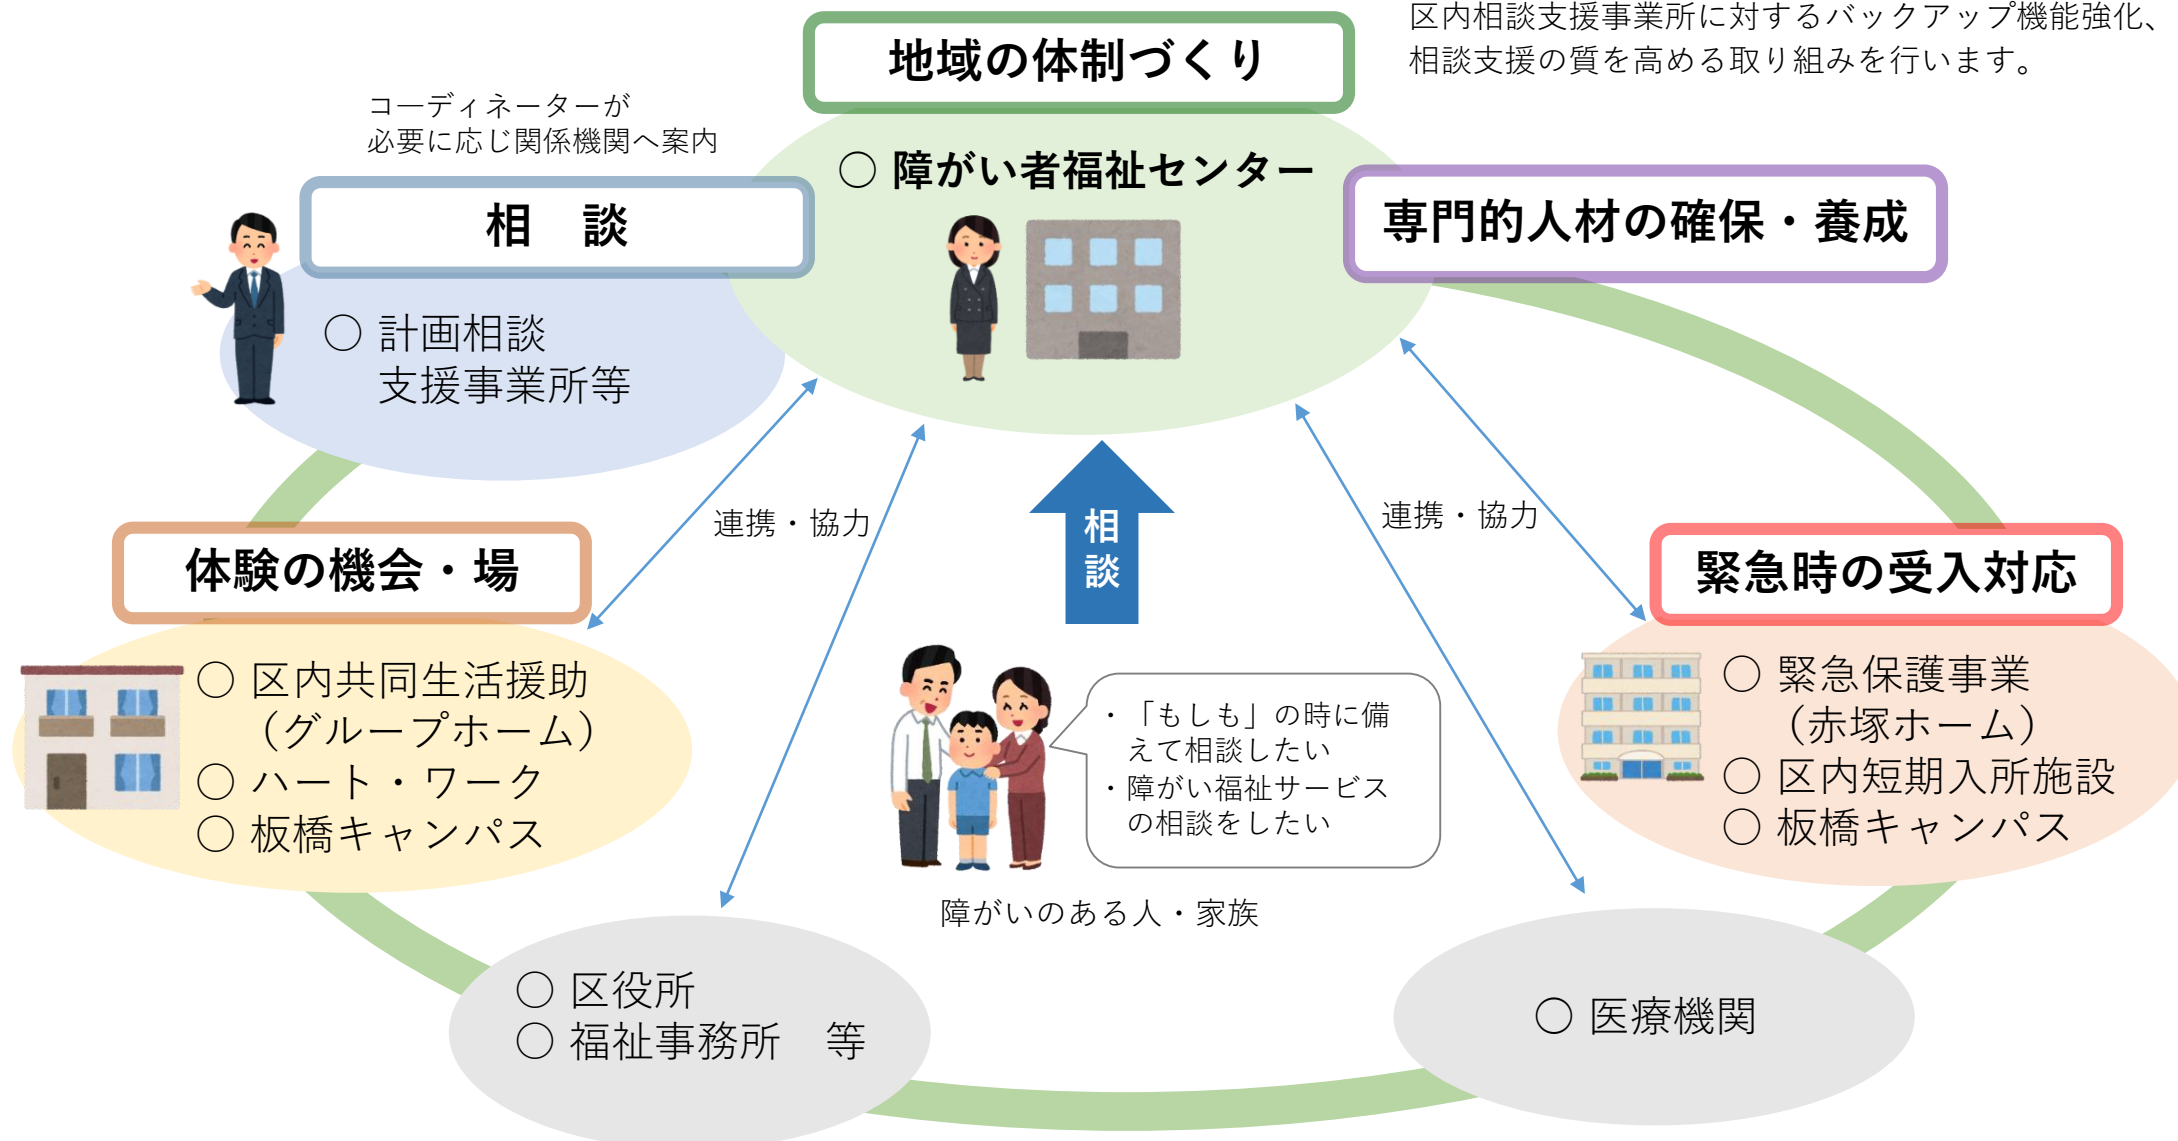 区内相談支援事業所に対するバックアップ機能強化、
相談支援の質を高める取り組みを行います。
地域の体制づくり
コーディネーターが
必要に応じ関係機関へ案内
○ 障がい者福祉センター
相　談
専門的人材の確保・養成
○ 計画相談
支援事業所等
連携・協力
相談
連携・協力
体験の機会・場
緊急時の受入対応
○ 区内共同生活援助
（グループホーム）
○ ハート・ワーク
○ 板橋キャンパス
・「もしも」の時に備
えて相談したい
・障がい福祉サービス
の相談をしたい
○ 緊急保護事業
（赤塚ホーム）
○ 区内短期入所施設
○ 板橋キャンパス
障がいのある人・家族
○ 区役所
○ 福祉事務所　等
○ 医療機関